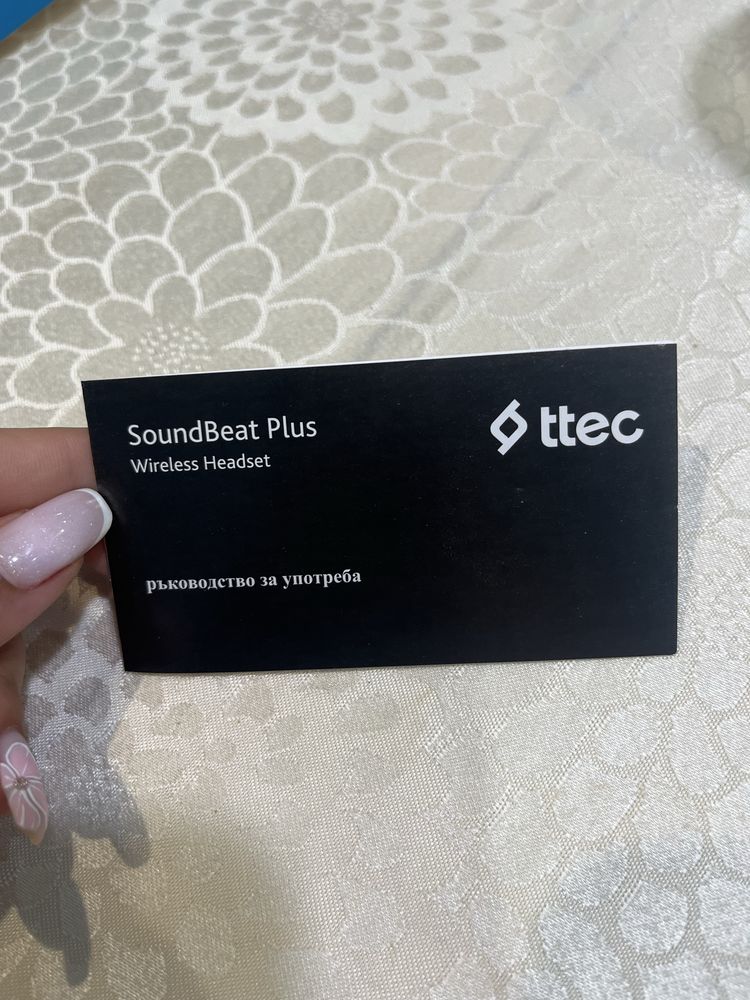 SoundBeat Plus
Wireless Headset
ttec
ръководство за употреба